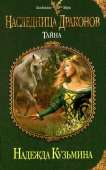 Наследница Драконов
Тайна
Надежда Кузьмина